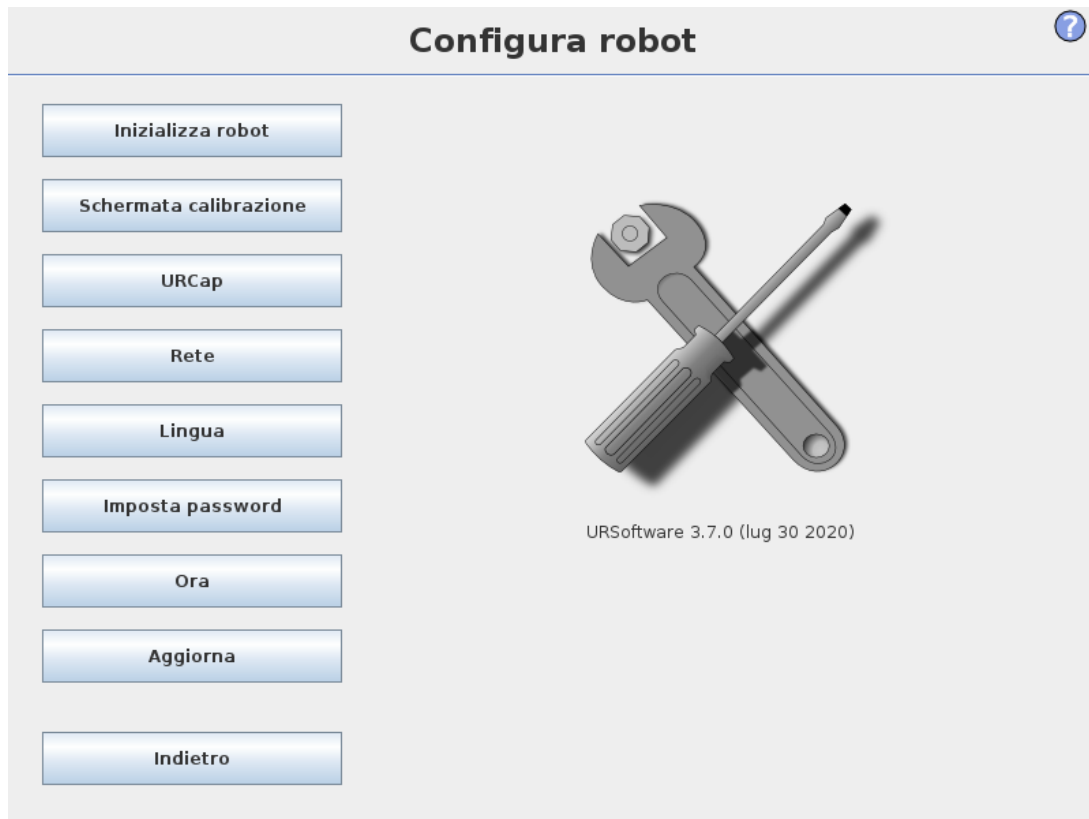 Configura robot
?
Inizializza robot
Schermata calibrazione
URCap
Rete
Lingua
Imposta password
Ora
Aggiorna
Indietro
URSoftware 3.7.0 (lug 30 2020)